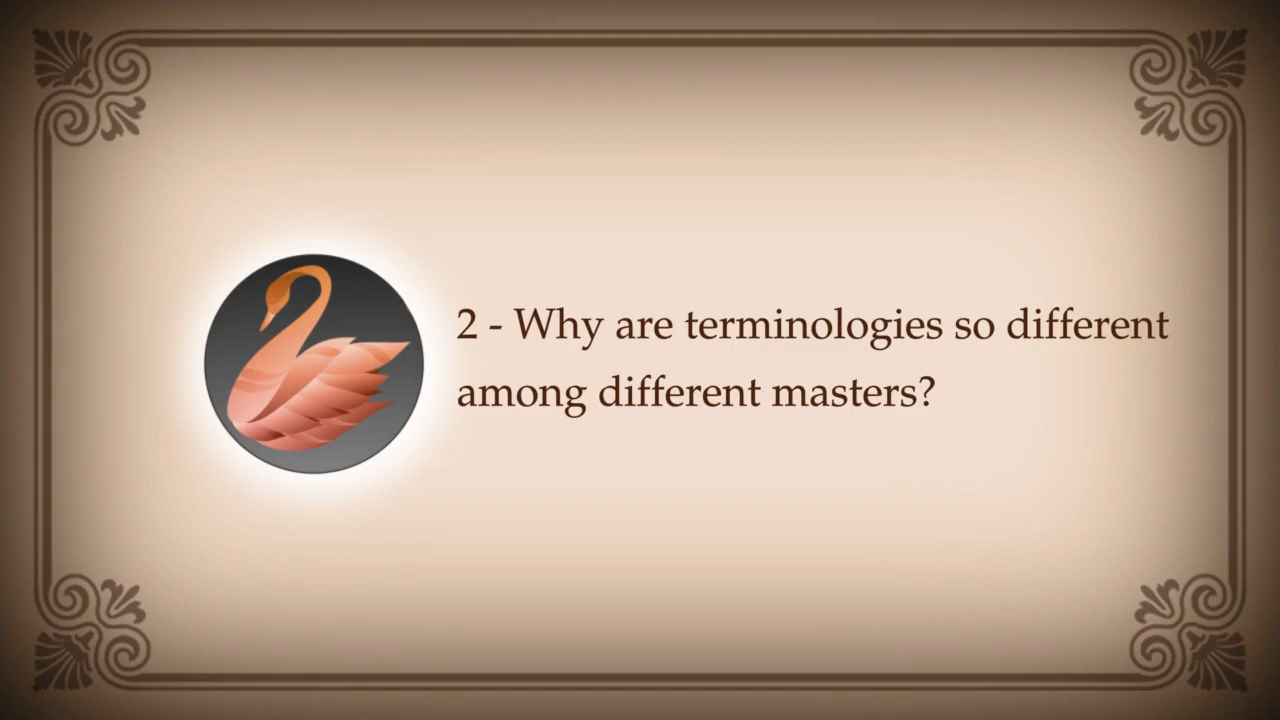 2 - Why are terminologies so different
among different masters?